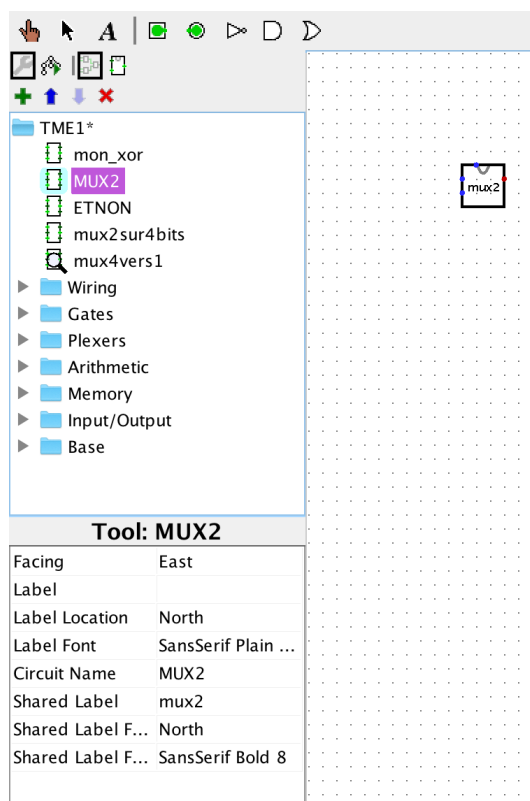 A
TME1*
mon_xor
MUX2
ETNON
mux2sur4bits
mux4vers1
Wiring
Gates
Plexers
Arithmetic
Memory
Input/Output
Base
mux2
Tool: MUX2
Facing East
Label
Label Location North
Label Font SansSerif Plain ...
Circuit Name MUX2
Shared Label mux2
Shared Label F... North
Shared Label F... SansSerif Bold 8